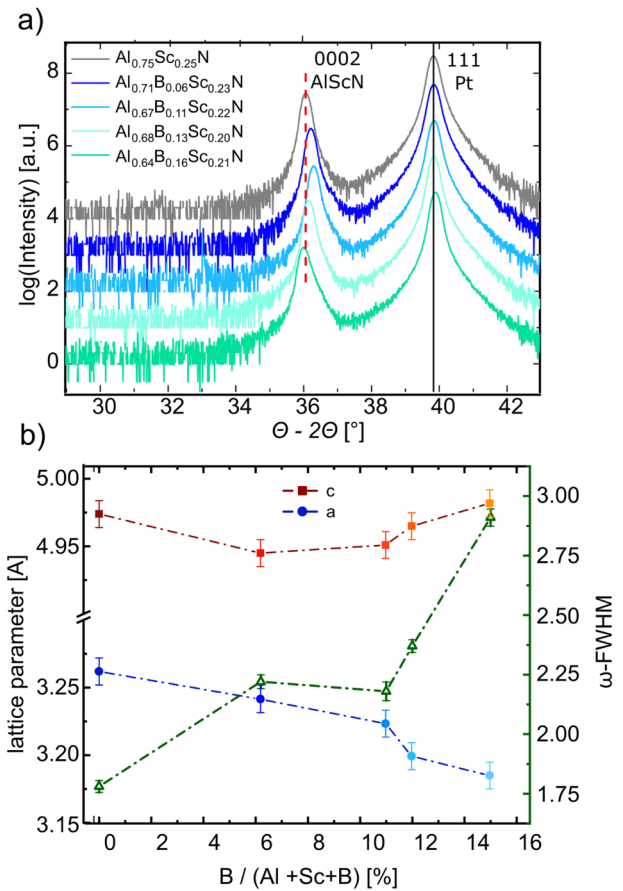 a)
Al0.75Sc0.25N
Al0.71B0.06Sc0.23N
Al0.67B0.11Sc0.22N
Al0.68B0.13Sc0.20N
Al0.64B0.16Sc0.21N
0002
AlScN
111
Pt
log(Intensity) [a.u.]
8
6
4
2
0
30 32 34 36 38 40 42
Θ - 2Θ [°]
b)
c
a
lattice parameter [A]
5.00
4.95
3.25
3.20
3.15
ω-FWHM
3.00
2.75
2.50
2.25
2.00
1.75
0 2 4 6 8 10 11 12 14 16
B / (Al +Sc+B) [%]